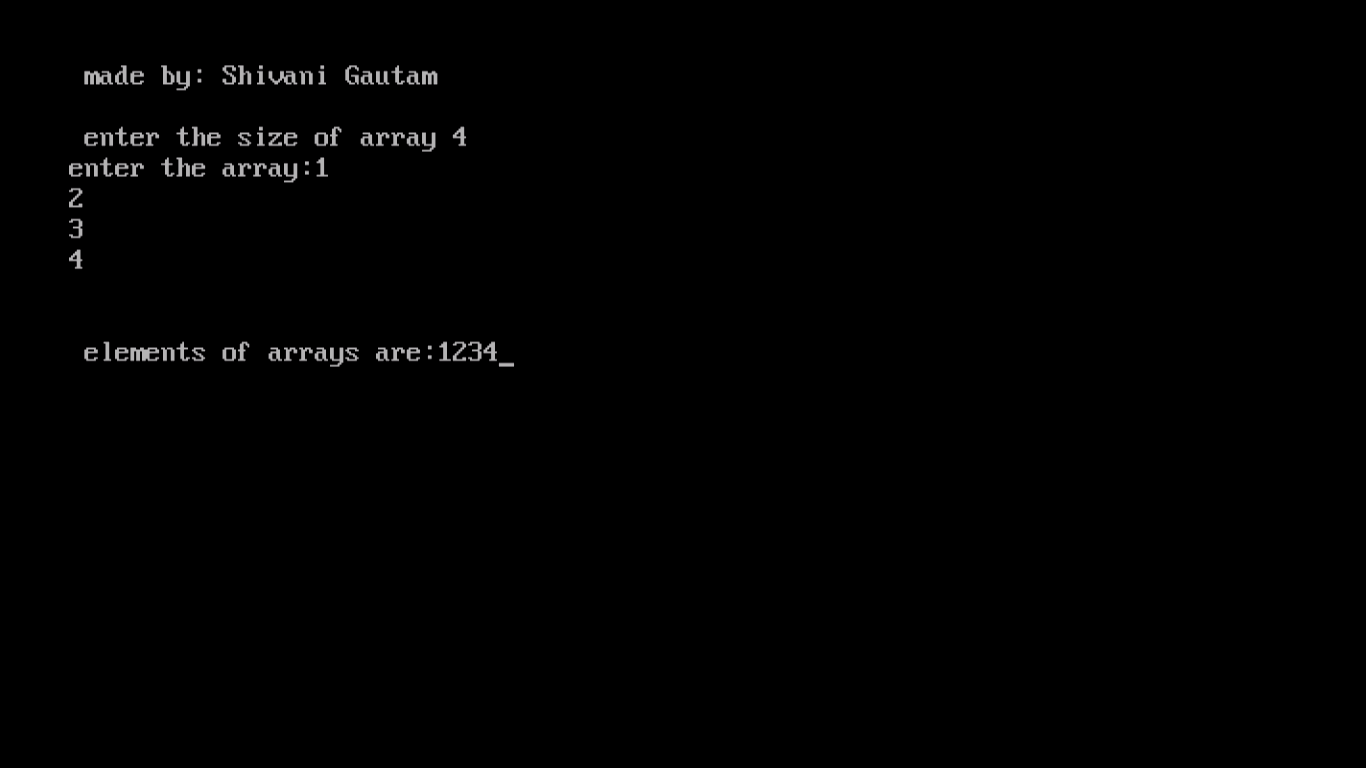 made by: Shivani Gautam
enter the size of array 4
enter the array:1
2
3
4
elements of arrays are:1234_